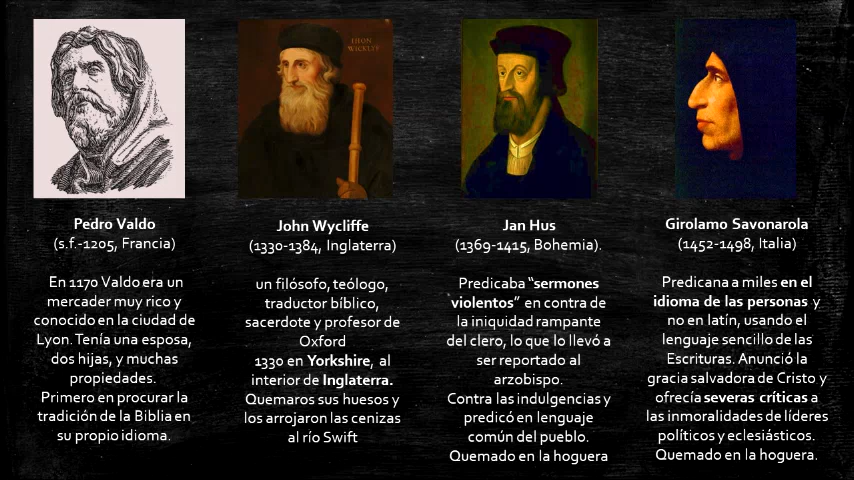 IHON
WICKLIF
Pedro Valdo
(s.f.-1205, Francia)
En 1170 Valdo era un
mercader muy rico y
conocido en la ciudad de
Lyon. Tenía una esposa,
dos hijas, y muchas
propiedades.
Primero en procurar la
tradición de la Biblia en
su propio idioma.
John Wycliffe
(1330-1384, Inglaterra)
un filósofo, teólogo,
traductor bíblico,
sacerdote y profesor de
Oxford
1330 en Yorkshire, al
interior de Inglaterra.
Quemaros sus huesos y
los arrojaron las cenizas
al río Swift
Jan Hus
(1369-1415, Bohemia).
Predicaba “sermones
violentos” en contra de
la iniquidad rampante
del clero, lo que lo llevó a
ser reportado al
arzobispo.
Contra las indulgencias y
predicó en lenguaje
común del pueblo.
Quemado en la hoguera
Girolamo Savonarola
(1452-1498, Italia)
Predicana a miles en el
idioma de las personas y
no en latín, usando el
lenguaje sencillo de las
Escrituras. Anunció la
gracia salvadora de Cristo y
ofrecía severas críticas a
las inmoralidades de líderes
políticos y eclesiásticos.
Quemado en la hoguera.